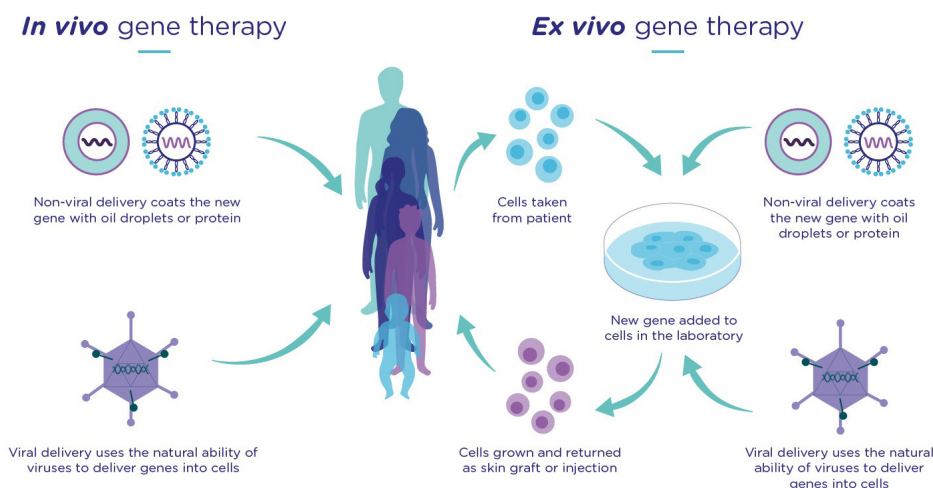 In vivo gene therapy
Ex vivo gene therapy
Non-viral delivery coats the new
gene with oil droplets or protein
Cells taken
from patient
Non-viral delivery coats
the new gene with oil
droplets or protein
New gene added to
cells in the laboratory
Viral delivery uses the natural ability of
viruses to deliver genes into cells
Cells grown and returned
as skin graft or injection
Viral delivery uses the natural
ability of viruses to deliver
genes into cells